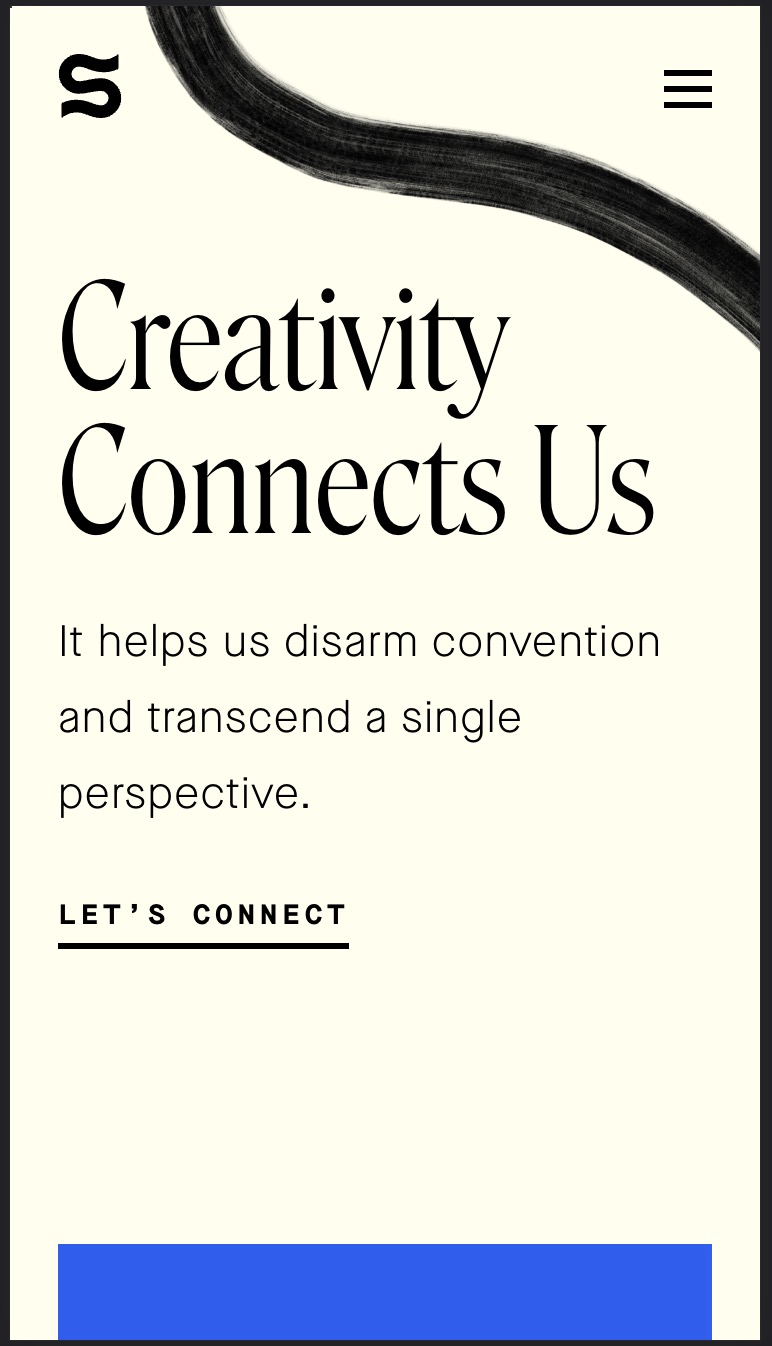 S
Creativity
Connects Us
It helps us disarm convention
and transcend a single
perspective.
LET’S CONNECT